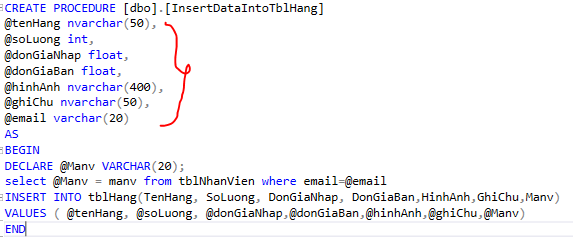 CREATE PROCEDURE [dbo].[InsertDataIntoTblHang]
@tenHang nvarchar(50),
@soLuong int,
@donGiaNhap float,
@donGiaBan float,
@hinhAnh nvarchar(400),
@ghiChu nvarchar(50),
@email varchar(20)
AS
BEGIN
DECLARE @Manv VARCHAR(20);
select @Manv = manv from tblNhanVien where email=@email
INSERT INTO tblHang(TenHang, SoLuong, DonGiaNhap, DonGiaBan,HinhAnh,GhiChu,Manv)
VALUES ( @tenHang, @soLuong, @donGiaNhap,@donGiaBan,@hinhAnh,@ghiChu,@Manv)
END